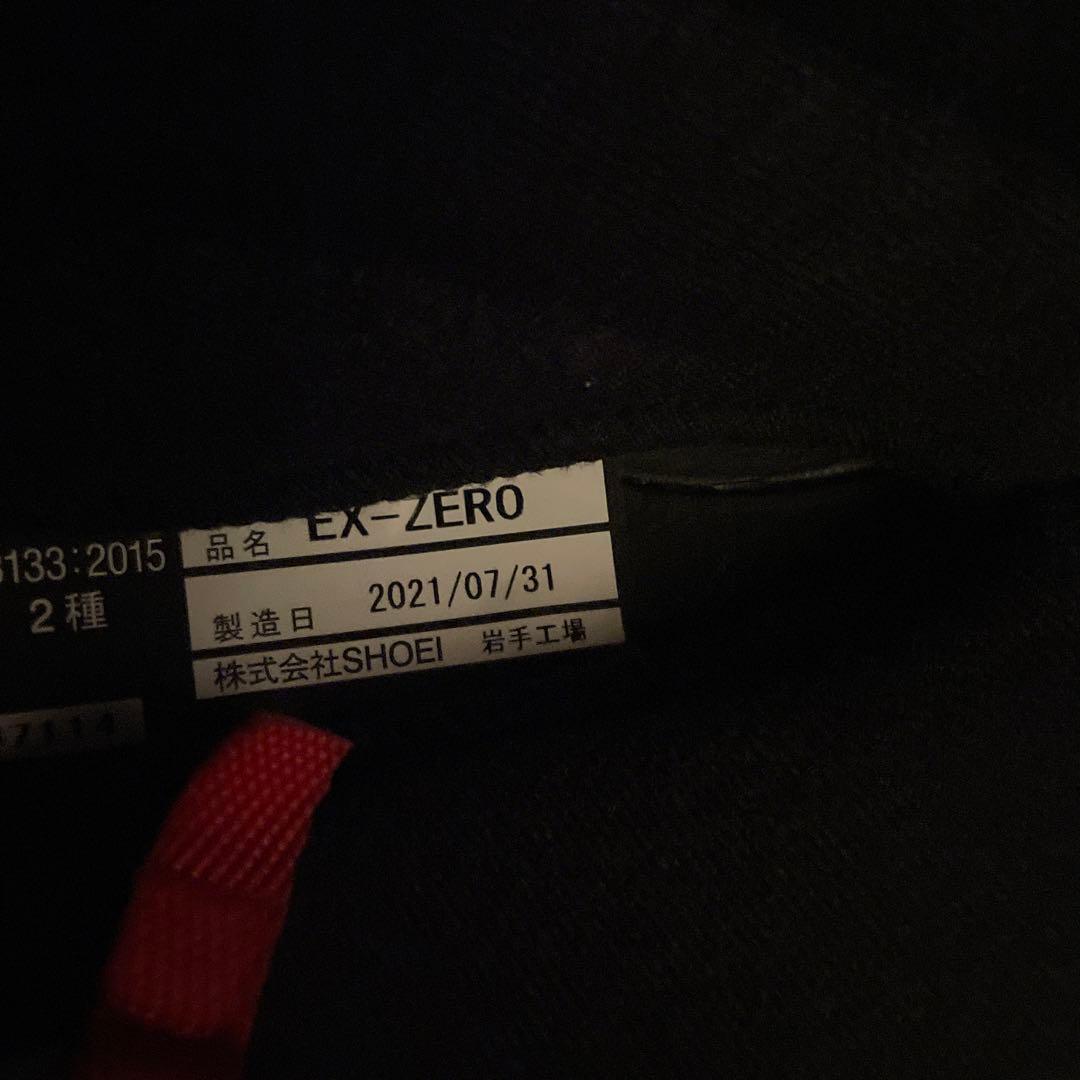 品名 EX-ZERO
133:2015
2種
製造日 2021/07/31
株式会社SHOEI 岩手工場
7114